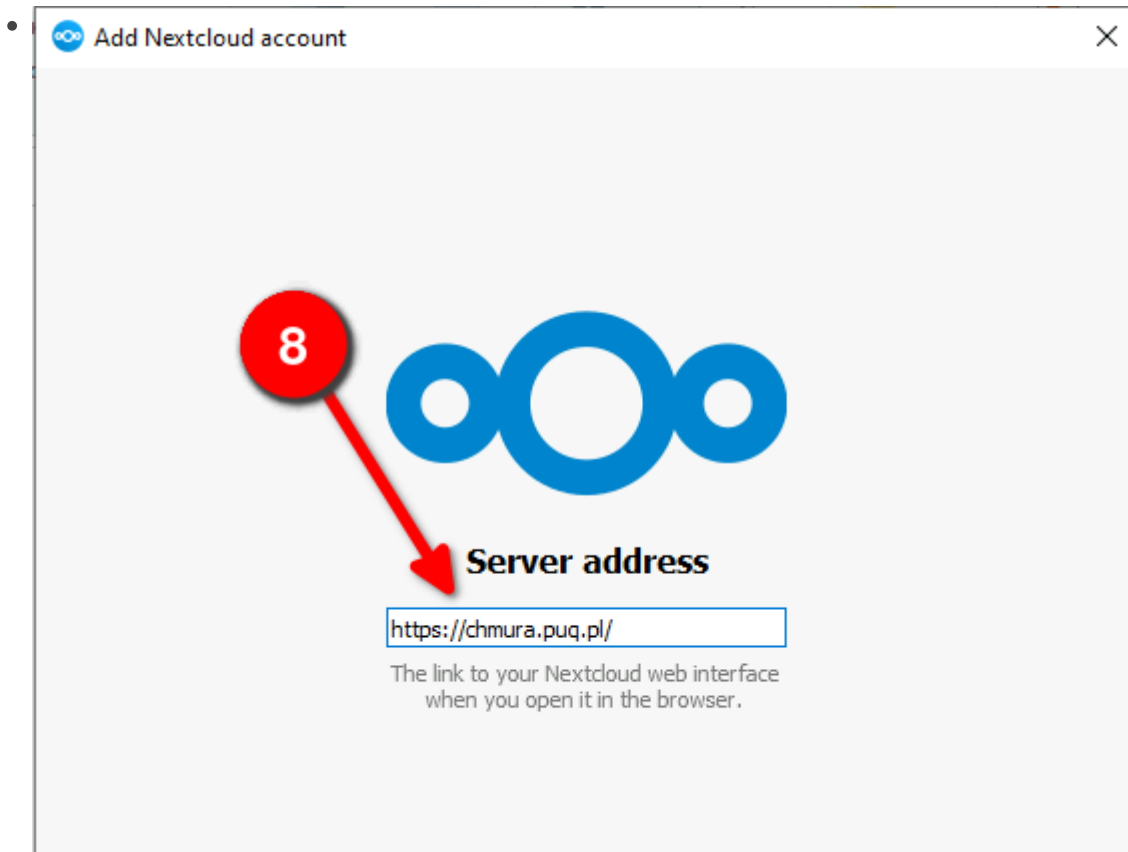 Add Nextcloud account
8
Server address
https://chmura.puq.pl/
The link to your Nextcloud web interface
when you open it in the browser.